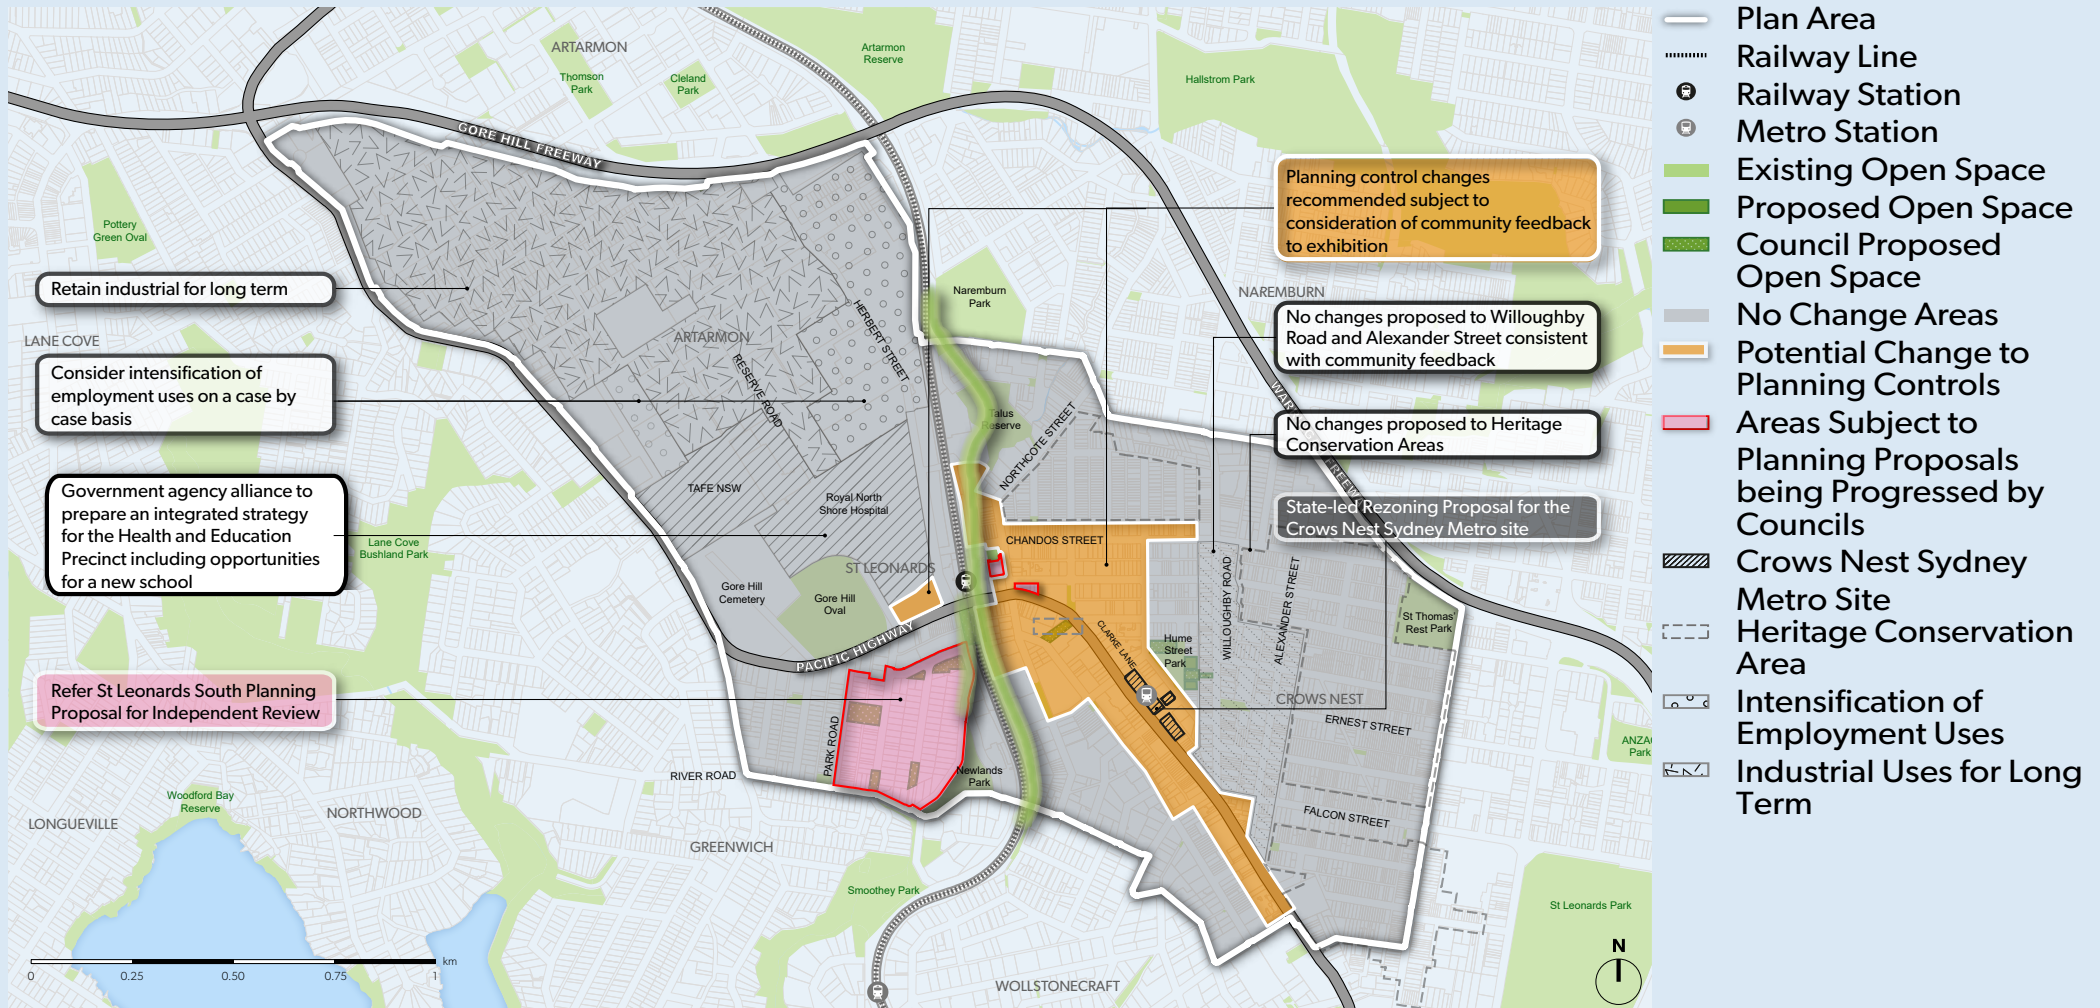 ARTARMON
Thomson
Park
Cleland
Park
Artarmon
Reserve
Hallstrom Park
GORE HILL FREEWAY
Pottery
Green Oval
Planning control changes
recommended subject to
consideration of community feedback
to exhibition
Retain industrial for long term
Naremburn
Park
NAREMBURN
No changes proposed to Willoughby
Road and Alexander Street consistent
with community feedback
LANE COVE
ARTARMON
HERBERT STREET
RESERVE ROAD
Consider intensification of
employment uses on a case by
case basis
Talus
Reserve
NORTHCOTE STREET
No changes proposed to Heritage
Conservation Areas
FREEWAY
Government agency alliance to
prepare an integrated strategy
for the Health and Education
Precinct including opportunities
for a new school
TAFE NSW
Royal North
Shore Hospital
State-led Rezoning Proposal for the
Crows Nest Sydney Metro site
Lane Cove
Bushland Park
CHANDOS STREET
ST LEONARDS
Gore Hill
Cemetery
Gore Hill
Oval
WILLOUGHBY ROAD
ALEXANDER STREET
St Thomas'
Rest Park
PACIFIC HIGHWAY
CLARKE LANE
Hume
Street
Park
Refer St Leonards South Planning
Proposal for Independent Review
CROWS NEST
ERNEST STREET
PARK ROAD
RIVER ROAD
Newlands
Park
Park
Woodford Bay
Reserve
NORTHWOOD
LONGUEVILLE
GREENWICH
FALCON STREET
Smoothey Park
St Leonards Park
WOLLSTONECRAFT
N
km
0
0.25
0.50
0.75
1
Plan Area
Railway Line
Railway Station
Metro Station
Existing Open Space
Proposed Open Space
Council Proposed
Open Space
No Change Areas
Potential Change to
Planning Controls
Areas Subject to
Planning Proposals
being Progressed by
Councils
Crows Nest Sydney
Metro Site
Heritage Conservation
Area
Intensification of
Employment Uses
Industrial Uses for Long
Term